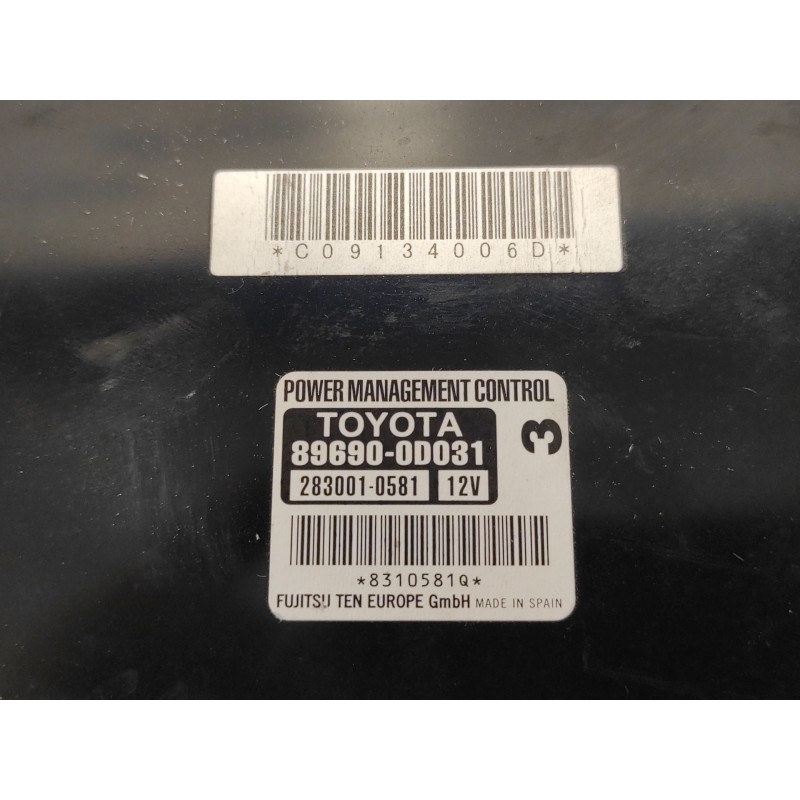 *C09134006D*
POWER MANAGEMENT CONTROL
TOYOTA
89690-0D031
3
283001-0581 12V
*8310581Q*
FUJITSU TEN EUROPE GmbH MADE IN SPAIN